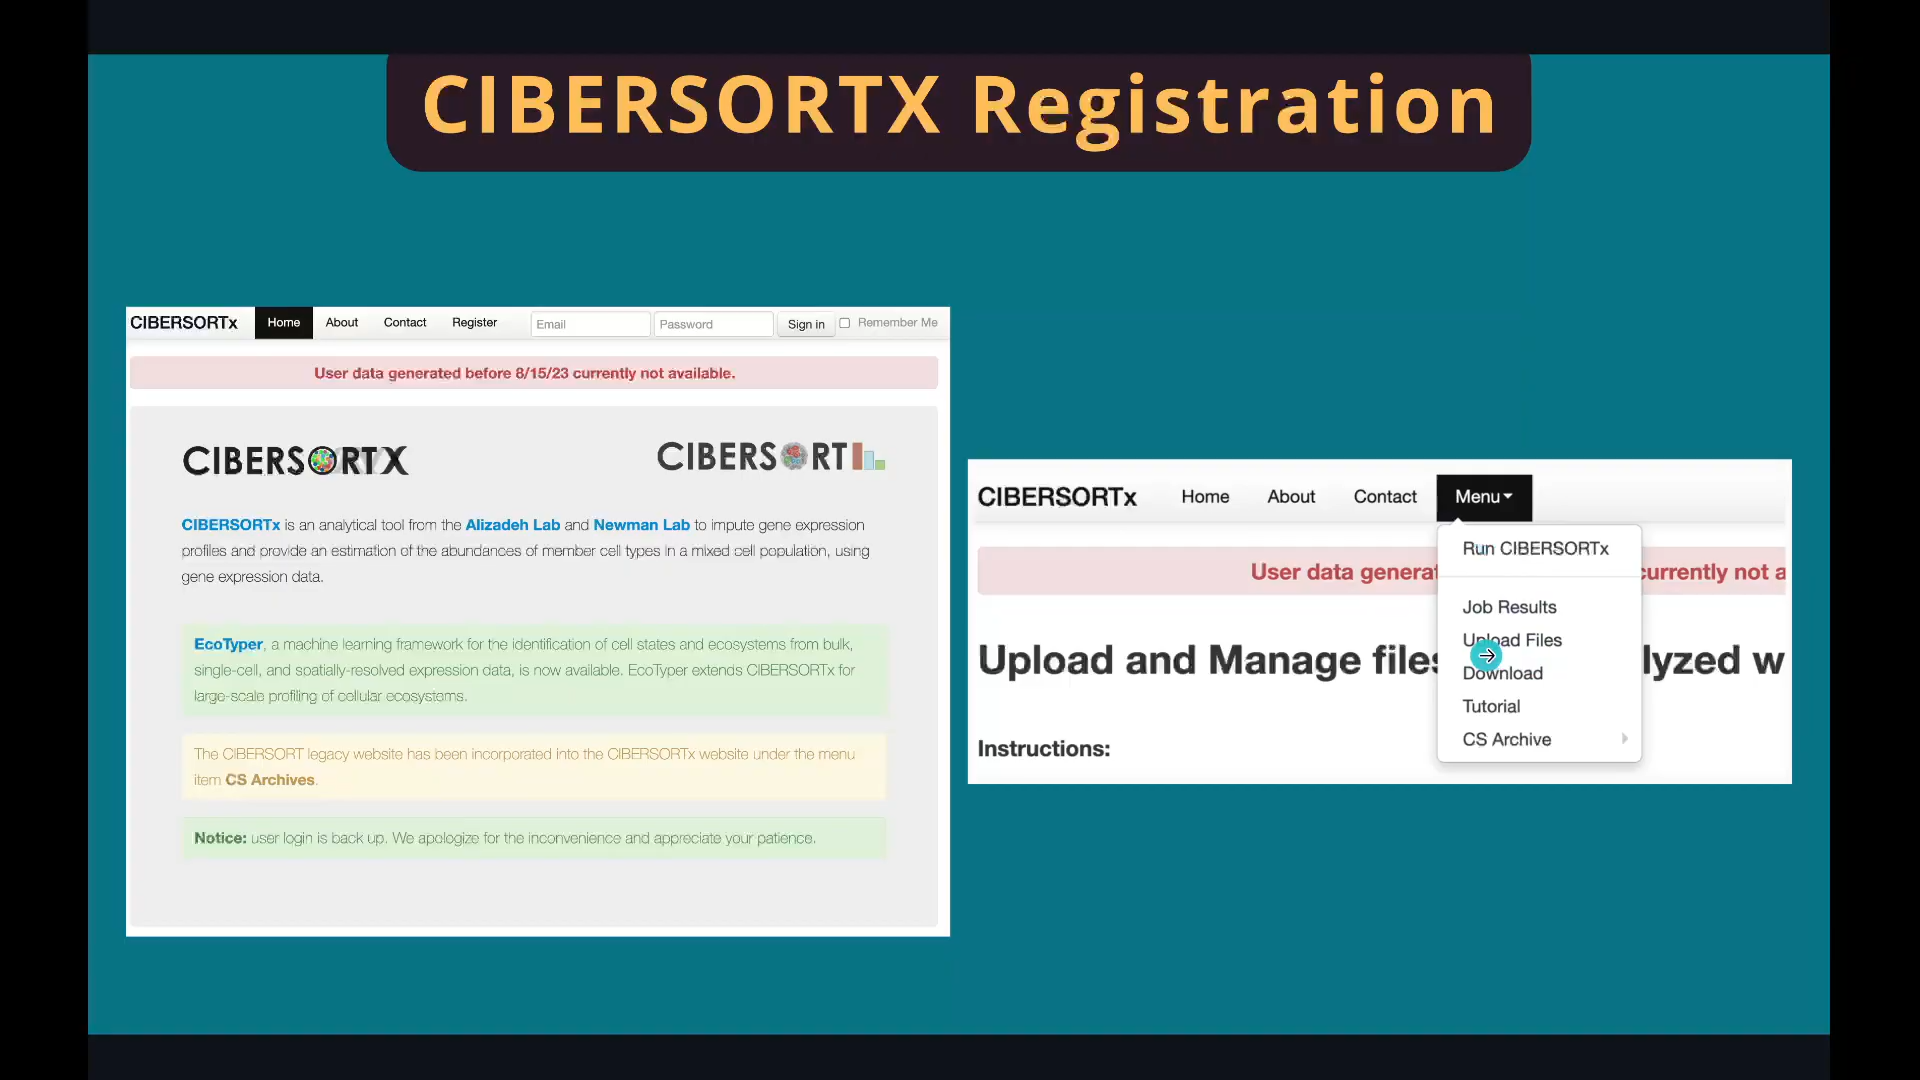 CIBERSORTX Registration
CIBERSORTx Home About Contact Register Email Password Sign in Remember Me
User data generated before 8/15/23 currently not available.
CIBERSORTX CIBERSORT
CIBERSORTx is an analytical tool from the Alizadeh Lab and Newman Lab to impute gene expression
profiles and provide an estimation of the abundances of member cell types in a mixed cell population, using
gene expression data.
EcoTyper, a machine learning framework for the identification of cell states and ecosystems from bulk,
single-cell, and spatially-resolved expression data, is now available. EcoTyper extends CIBERSORTx for
large-scale profiling of cellular ecosystems.
The CIBERSORT legacy website has been incorporated into the CIBERSORTx website under the menu
item CS Archives.
Notice: user login is back up. We apologize for the inconvenience and appreciate your patience.
CIBERSORTx Home About Contact Menu
Run CIBERSORTx
User data generat currently not a
Job Results
Upload Files
Upload and Manage files lyzed w
Download
Tutorial
CS Archive
Instructions: